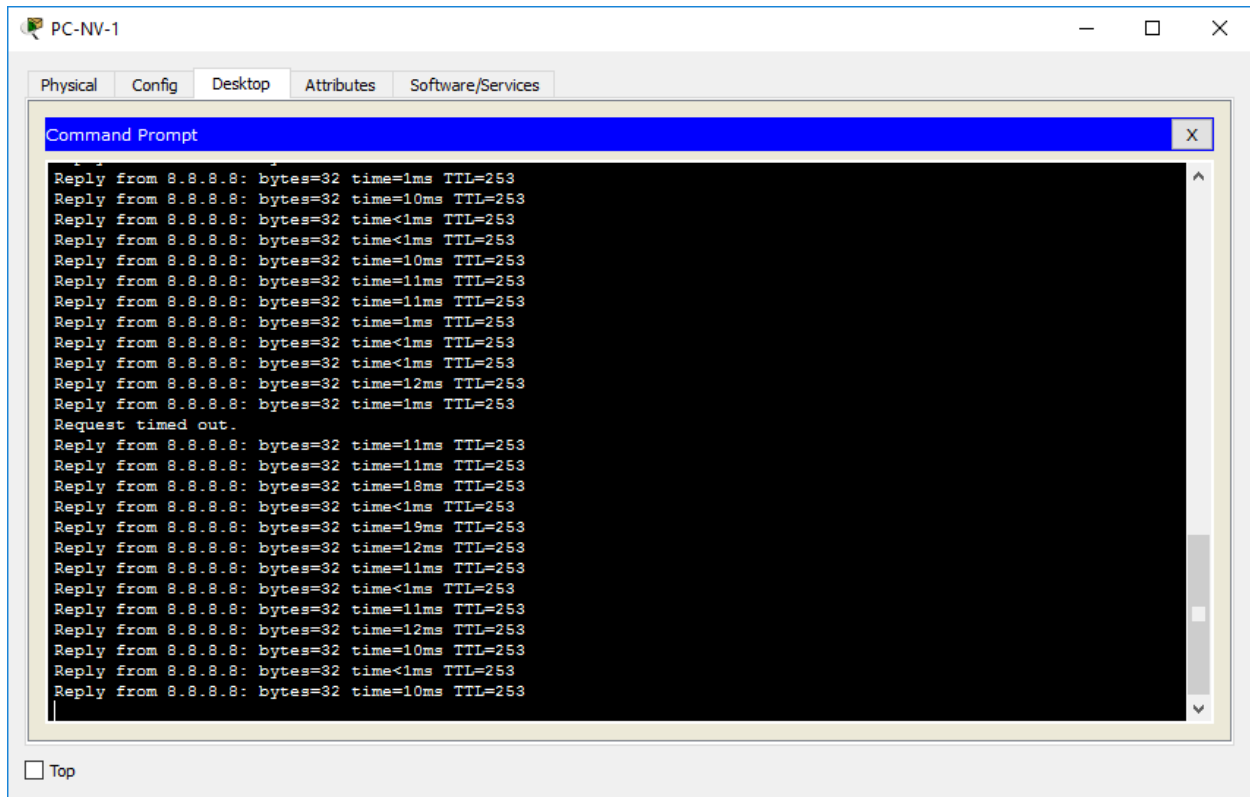 PC-NV-1
Physical Config Desktop Attributes Software/Services
Command Prompt X
Reply from 8.8.8.8: bytes=32 time=1ms TTL=253
Reply from 8.8.8.8: bytes=32 time=10ms TTL=253
Reply from 8.8.8.8: bytes=32 time<1ms TTL=253
Reply from 8.8.8.8: bytes=32 time<1ms TTL=253
Reply from 8.8.8.8: bytes=32 time=10ms TTL=253
Reply from 8.8.8.8: bytes=32 time=11ms TTL=253
Reply from 8.8.8.8: bytes=32 time=11ms TTL=253
Reply from 8.8.8.8: bytes=32 time=1ms TTL=253
Reply from 8.8.8.8: bytes=32 time<1ms TTL=253
Reply from 8.8.8.8: bytes=32 time<1ms TTL=253
Reply from 8.8.8.8: bytes=32 time=12ms TTL=253
Reply from 8.8.8.8: bytes=32 time=1ms TTL=253
Request timed out.
Reply from 8.8.8.8: bytes=32 time=11ms TTL=253
Reply from 8.8.8.8: bytes=32 time=11ms TTL=253
Reply from 8.8.8.8: bytes=32 time=18ms TTL=253
Reply from 8.8.8.8: bytes=32 time<1ms TTL=253
Reply from 8.8.8.8: bytes=32 time=19ms TTL=253
Reply from 8.8.8.8: bytes=32 time=12ms TTL=253
Reply from 8.8.8.8: bytes=32 time=11ms TTL=253
Reply from 8.8.8.8: bytes=32 time<1ms TTL=253
Reply from 8.8.8.8: bytes=32 time=11ms TTL=253
Reply from 8.8.8.8: bytes=32 time=12ms TTL=253
Reply from 8.8.8.8: bytes=32 time=10ms TTL=253
Reply from 8.8.8.8: bytes=32 time<1ms TTL=253
Reply from 8.8.8.8: bytes=32 time=10ms TTL=253
Top